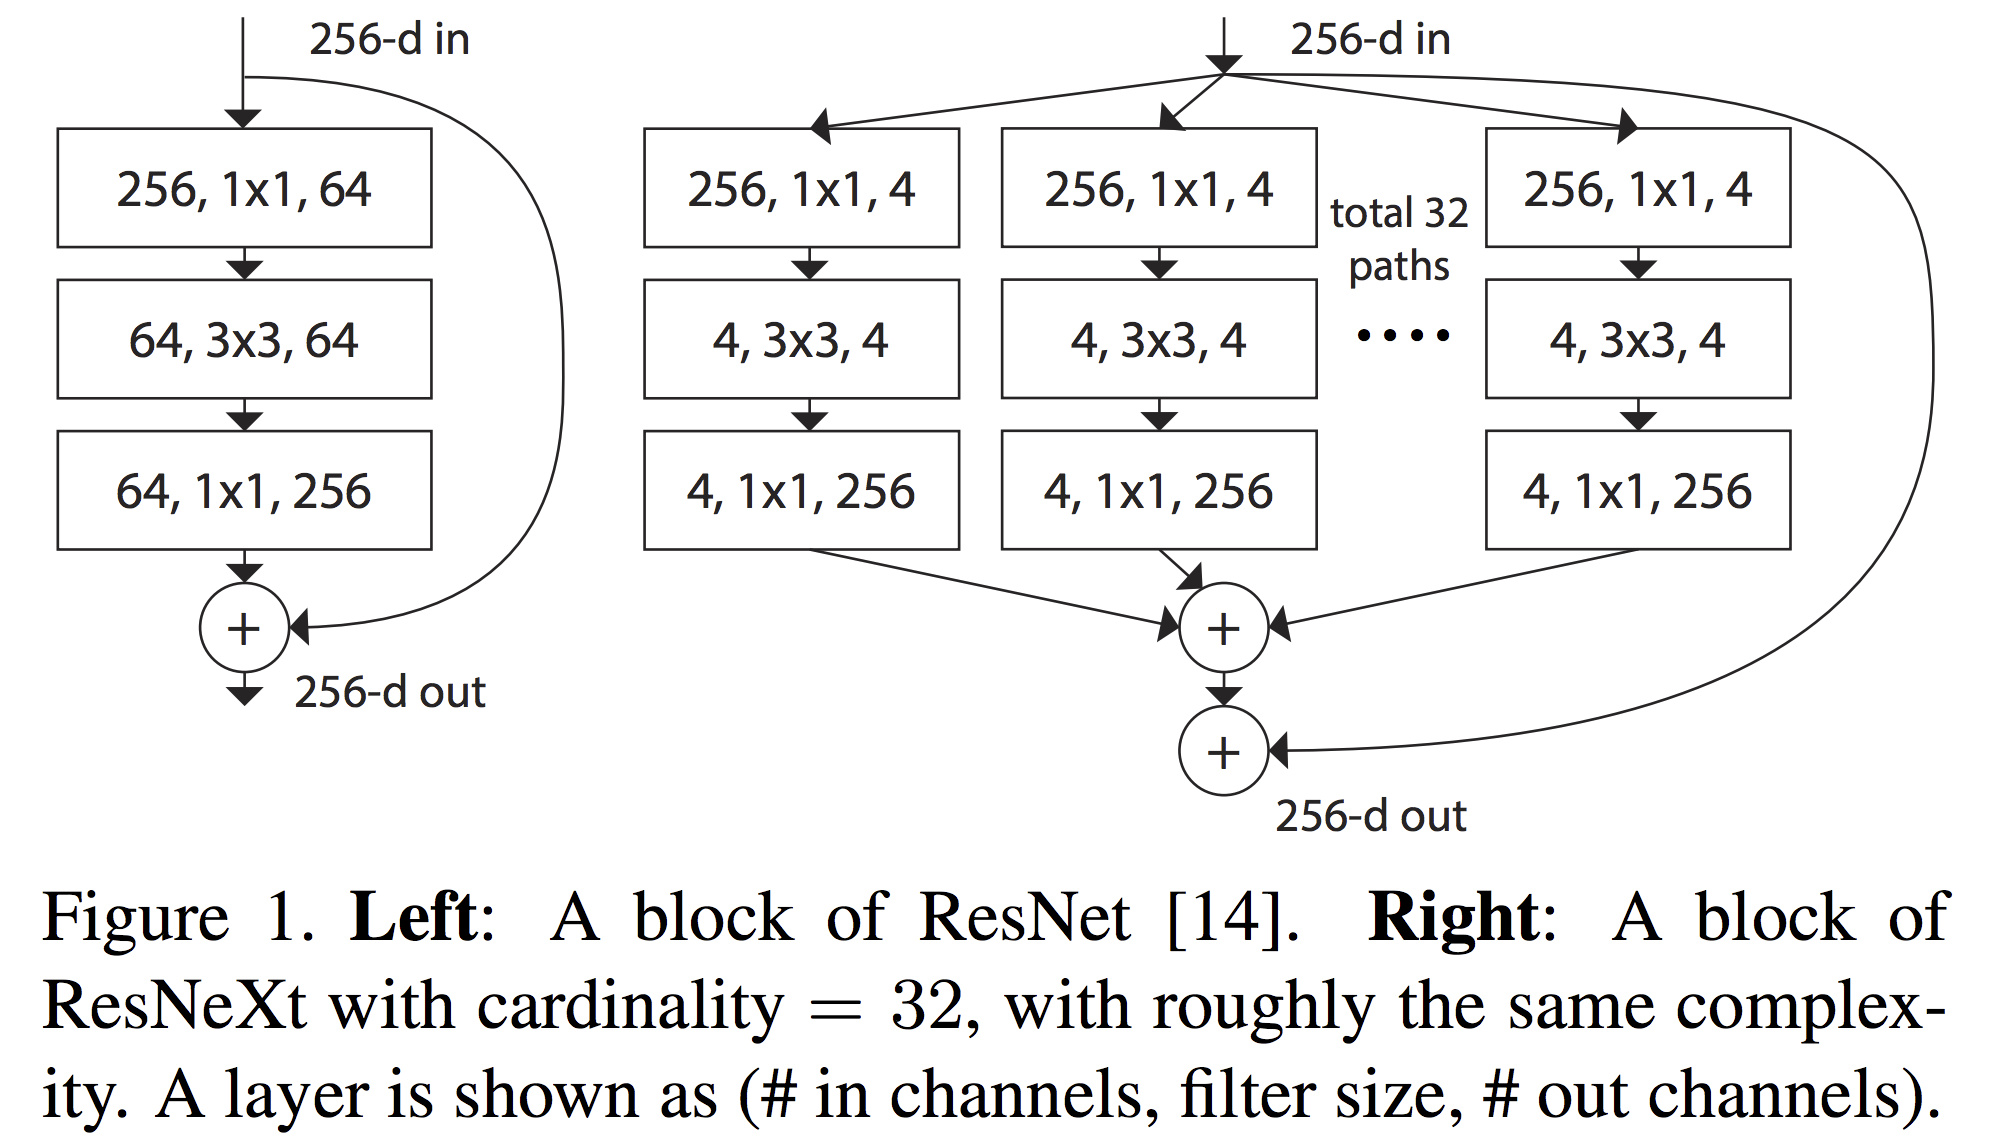 256-d in
256, 1x1, 64
64, 3x3, 64
64, 1x1, 256
+
256-d out
256-d in
256, 1x1, 4
256, 1x1, 4
total 32
paths
256, 1x1, 4
4, 3x3, 4
4, 3x3, 4
....
4, 3x3, 4
4, 1x1, 256
4, 1x1, 256
4, 1x1, 256
+
+
256-d out
Figure 1. Left: A block of ResNet [14]. Right: A block of
ResNeXt with cardinality = 32, with roughly the same complex-
ity. A layer is shown as (# in channels, filter size, # out channels).